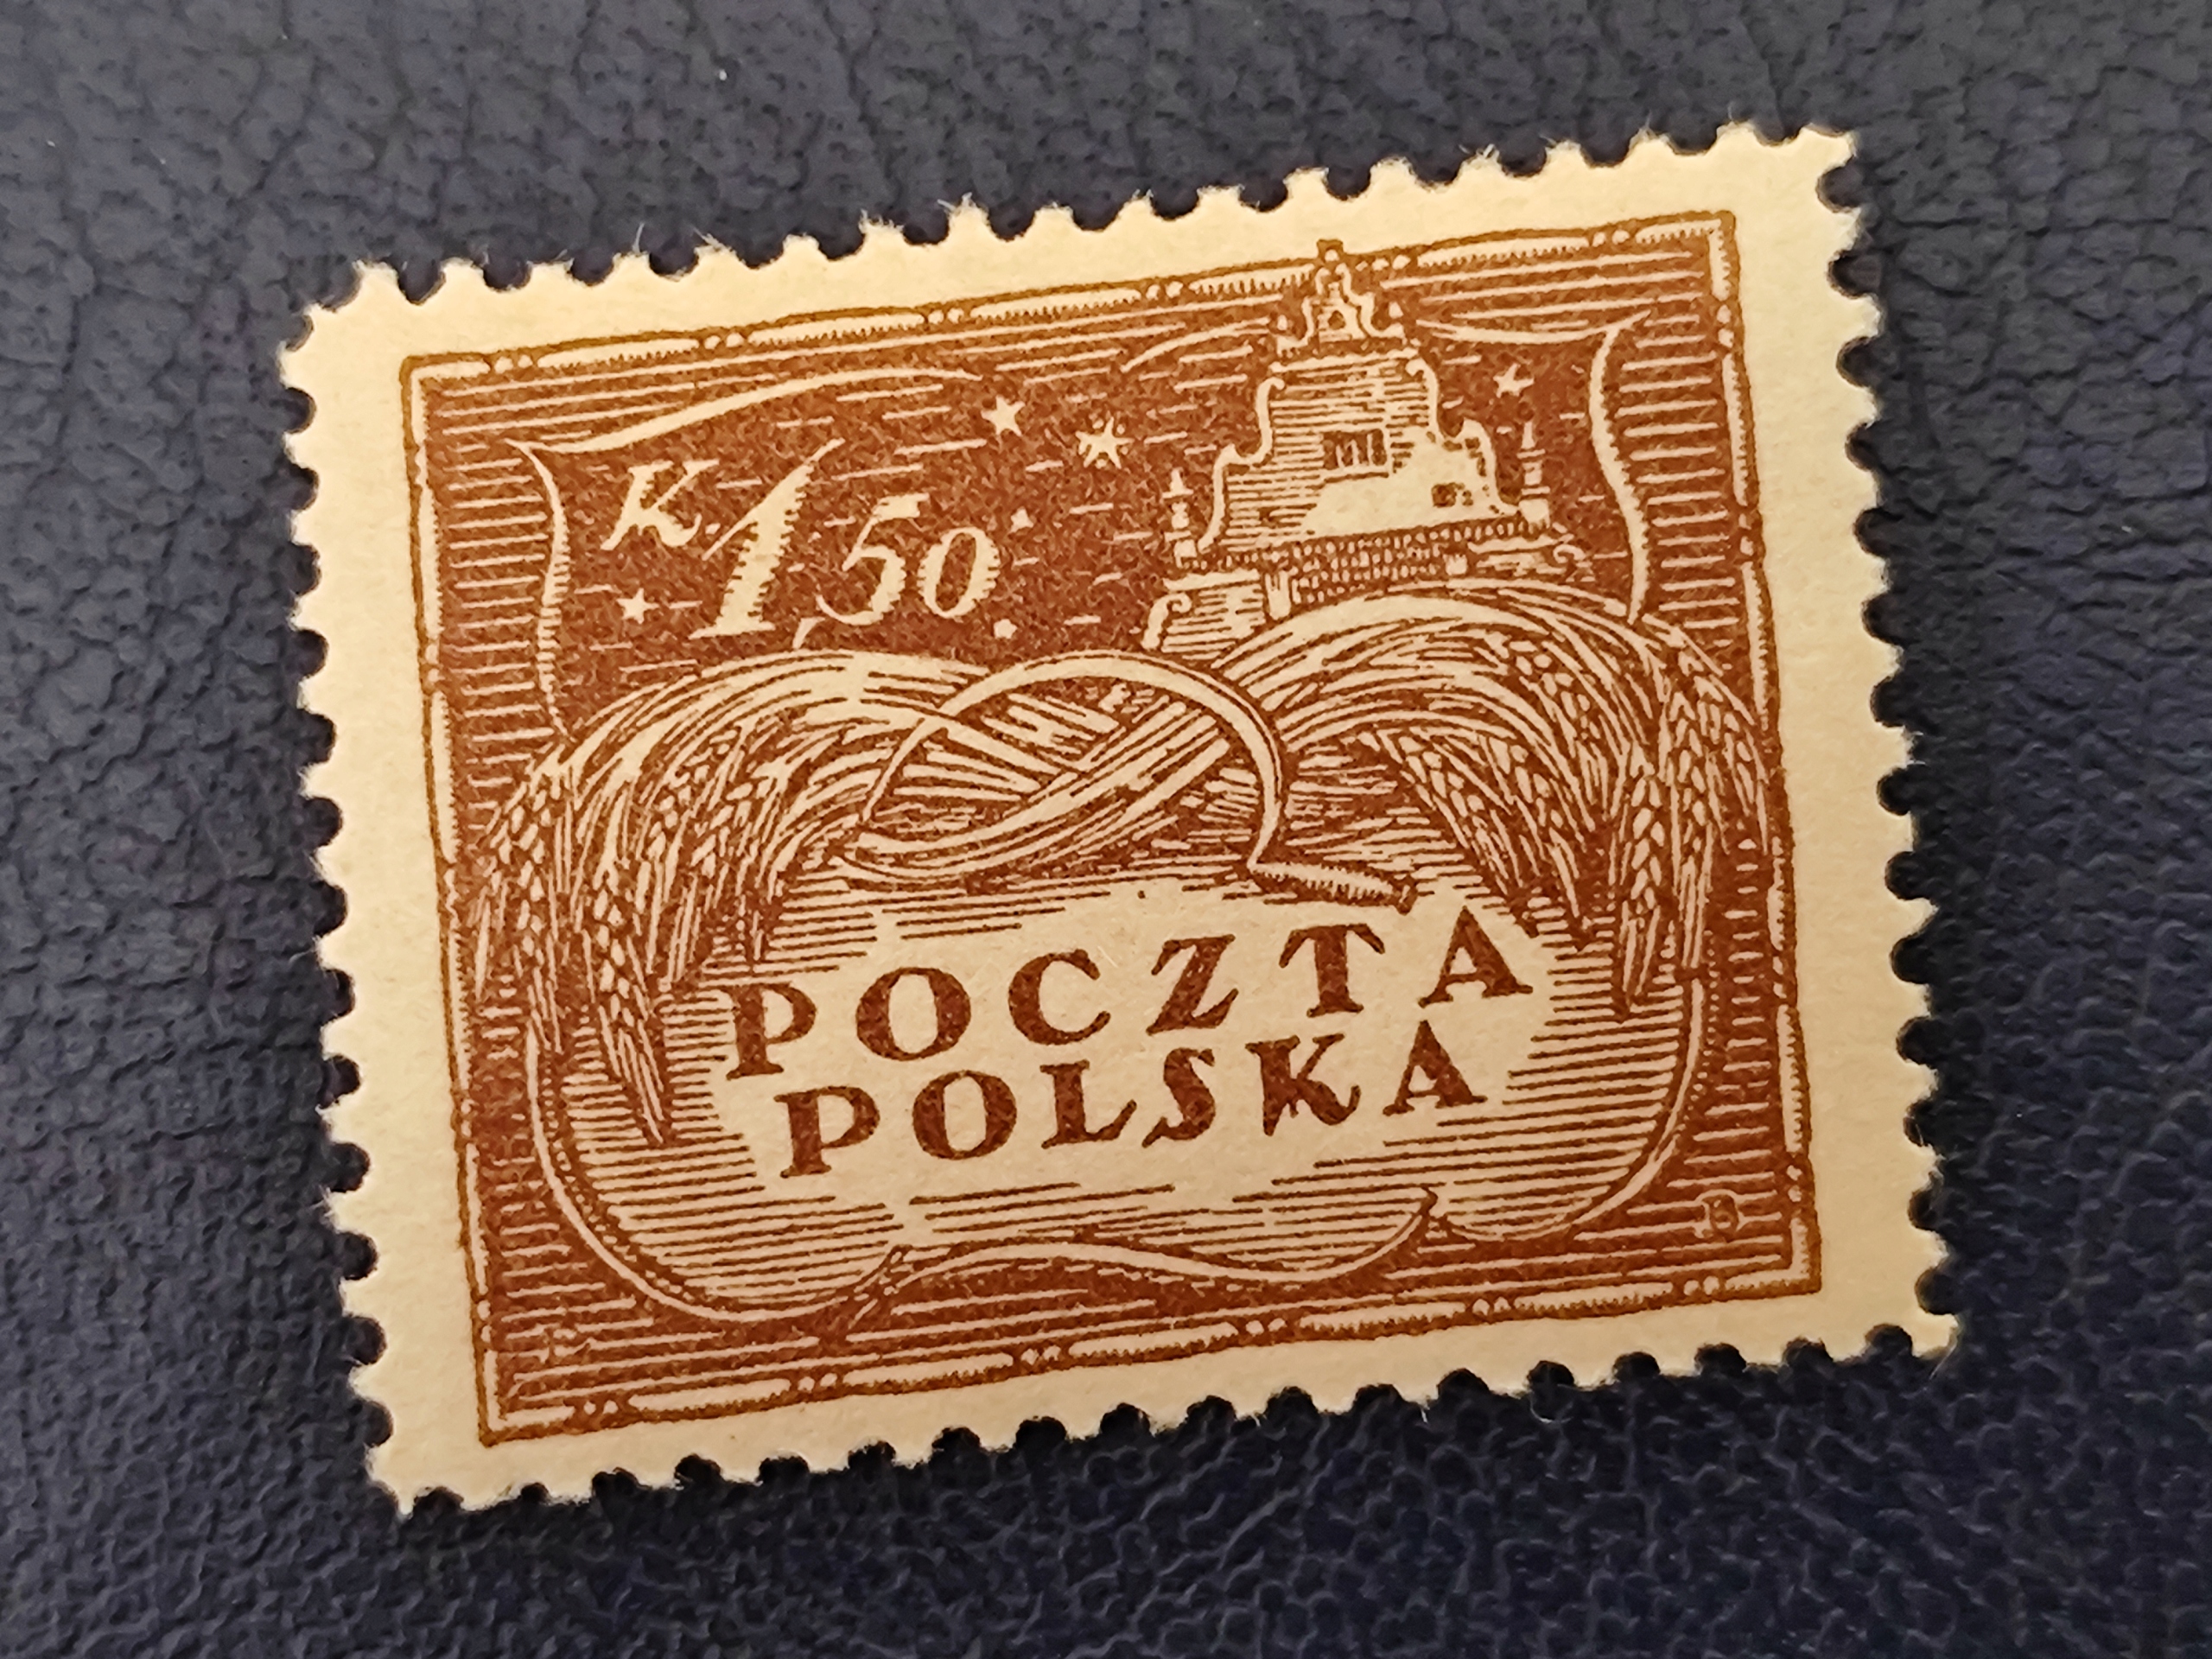 K. 1,50
POCZTA
POLSKA
B